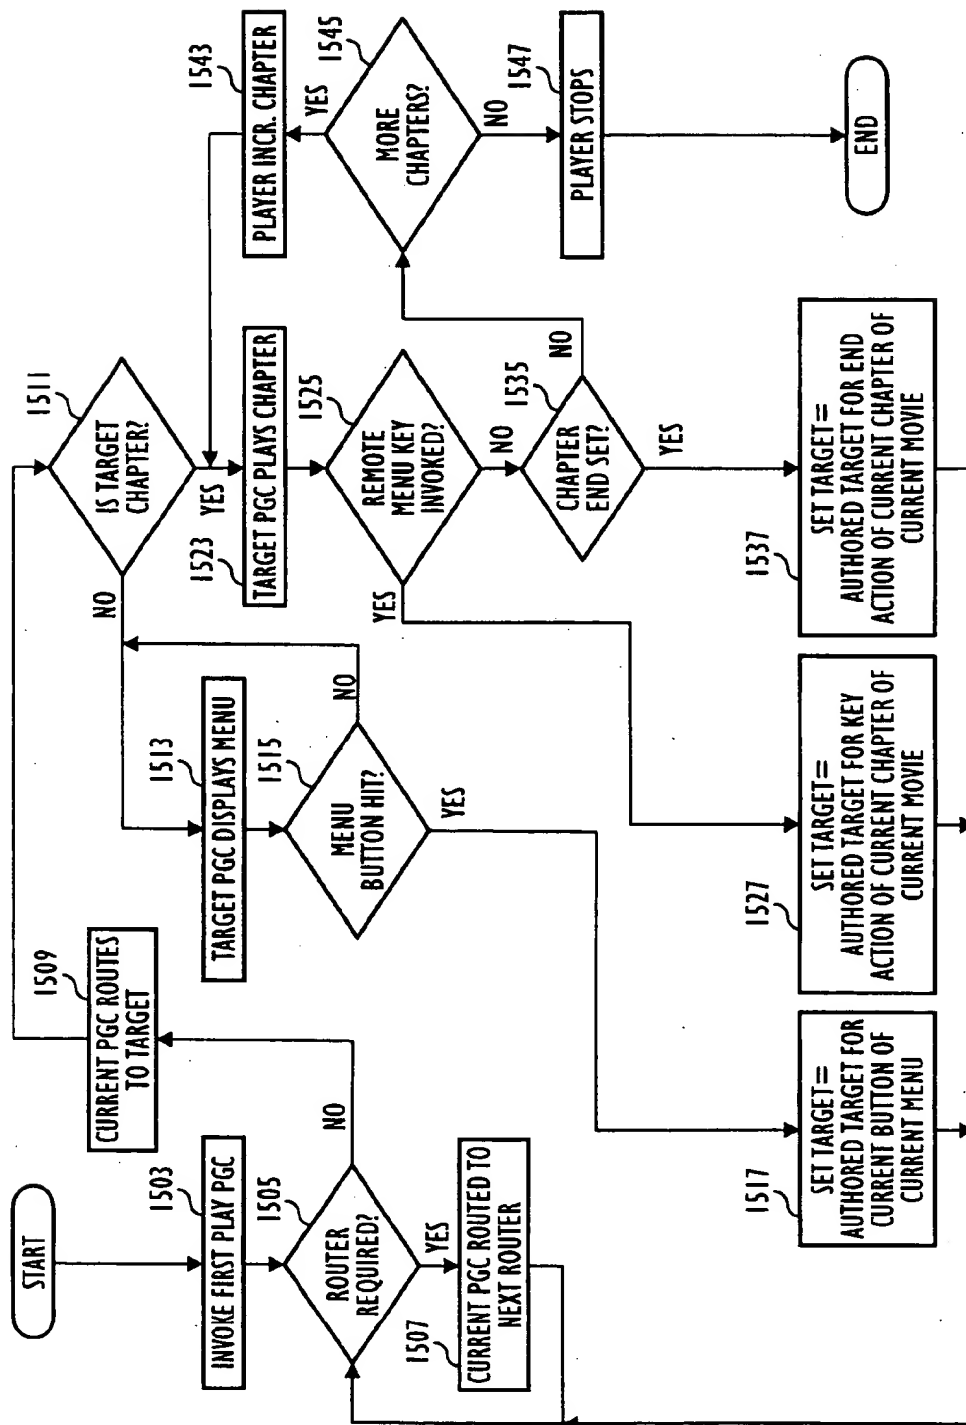 START
1503
INVOKE FIRST PLAY PGC
1505
ROUTER
REQUIRED?
YES
NO
1507
CURRENT PGC ROUTED TO
NEXT ROUTER
1509
CURRENT PGC ROUTES
TO TARGET
1511
IS TARGET
CHAPTER?
NO
YES
1513
TARGET PGC DISPLAYS MENU
1515
MENU
BUTTON HIT?
NO
YES
1517
SET TARGET=
AUTHORED TARGET FOR
CURRENT BUTTON OF
CURRENT MENU
1523
TARGET PGC PLAYS CHAPTER
1525
REMOTE
MENU KEY
INVOKED?
YES
NO
1527
SET TARGET=
AUTHORED TARGET FOR KEY
ACTION OF CURRENT CHAPTER OF
CURRENT MOVIE
1535
CHAPTER
END SET?
NO
YES
1537
SET TARGET=
AUTHORED TARGET FOR END
ACTION OF CURRENT CHAPTER OF
CURRENT MOVIE
1543
PLAYER INCR. CHAPTER
1545
MORE
CHAPTERS?
YES
NO
1547
PLAYER STOPS
END